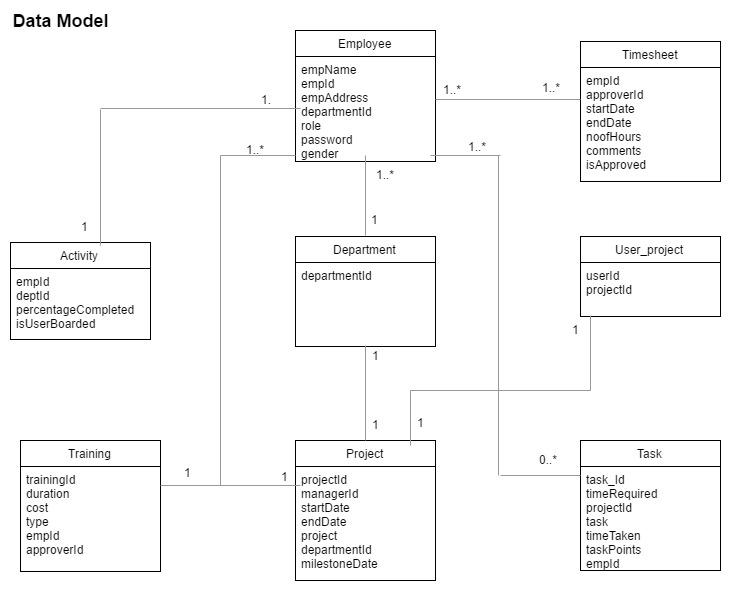 Data Model
Employee
empName
empId
empAddress
departmentId
role
password
gender
Timesheet
empId
approverId
startDate
endDate
noofHours
comments
isApproved
1..*
1..*
1.
1..*
1..*
1..*
1
1
Activity
empId
deptId
percentageCompleted
isUserBoarded
Department
departmentId
User_project
userId
projectId
1
1
1
1
0..*
1
1
Training
trainingId
duration
cost
type
empId
approverId
Project
projectId
managerId
startDate
endDate
project
departmentId
milestoneDate
Task
task_Id
timeRequired
projectId
task
timeTaken
taskPoints
empId